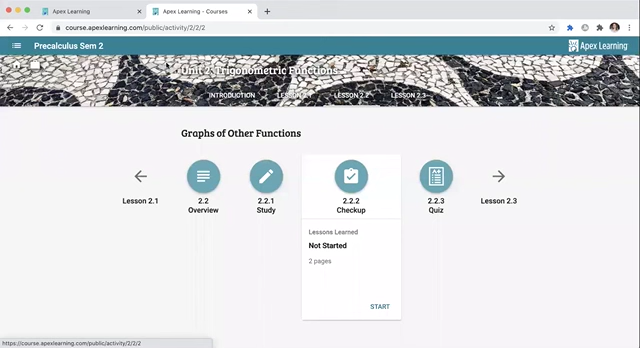 Apex Learning
Apex Learning - Courses
course.apexlearning.com/public/activity/2/2/2
Precalculus Sem 2
Apex Learning
Unit 2: Trigonometric Functions
INTRODUCTION
LESSON 2.1
LESSON 2.2
LESSON 2.3
Graphs of Other Functions
Lesson 2.1
2.2
Overview
2.2.1
Study
2.2.2
Checkup
2.2.3
Quiz
Lesson 2.3
Lessons Learned
Not Started
2 pages
START
https://course.apexlearning.com/public/activity/2/2/2